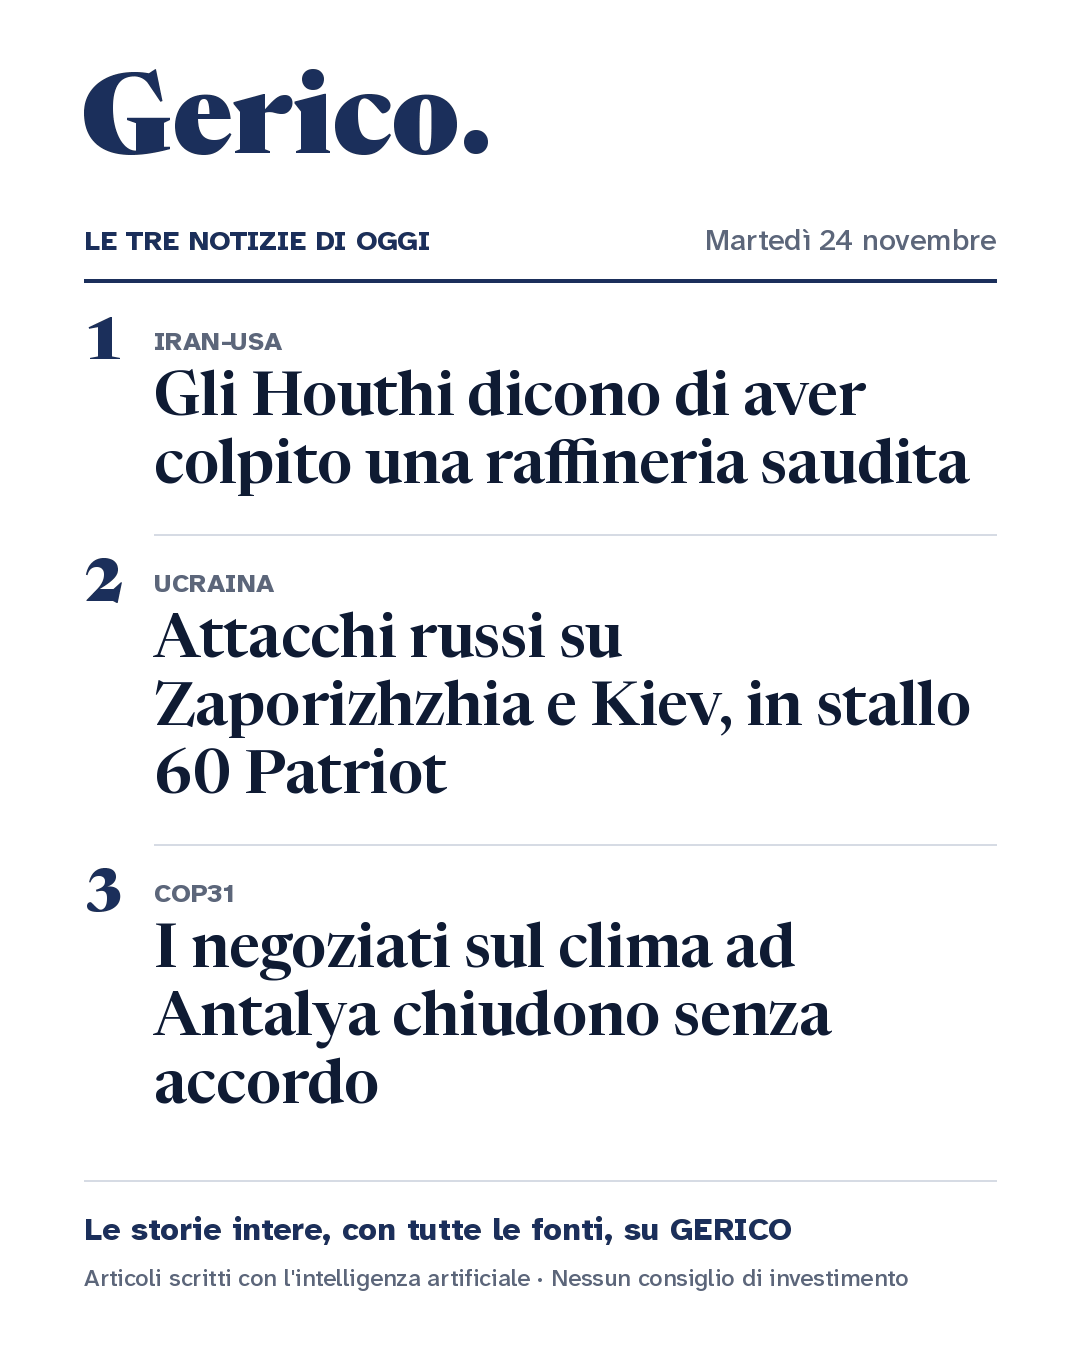 Gerico.
LE TRE NOTIZIE DI OGGI
Martedì 24 novembre
1
IRAN-USA
Gli Houthi dicono di aver
colpito una raffineria saudita
2
UCRAINA
Attacchi russi su
Zaporizhzhia e Kiev, in stallo
60 Patriot
3
COP31
I negoziati sul clima ad
Antalya chiudono senza
accordo
Le storie intere, con tutte le fonti, su GERICO
Articoli scritti con l'intelligenza artificiale · Nessun consiglio di investimento